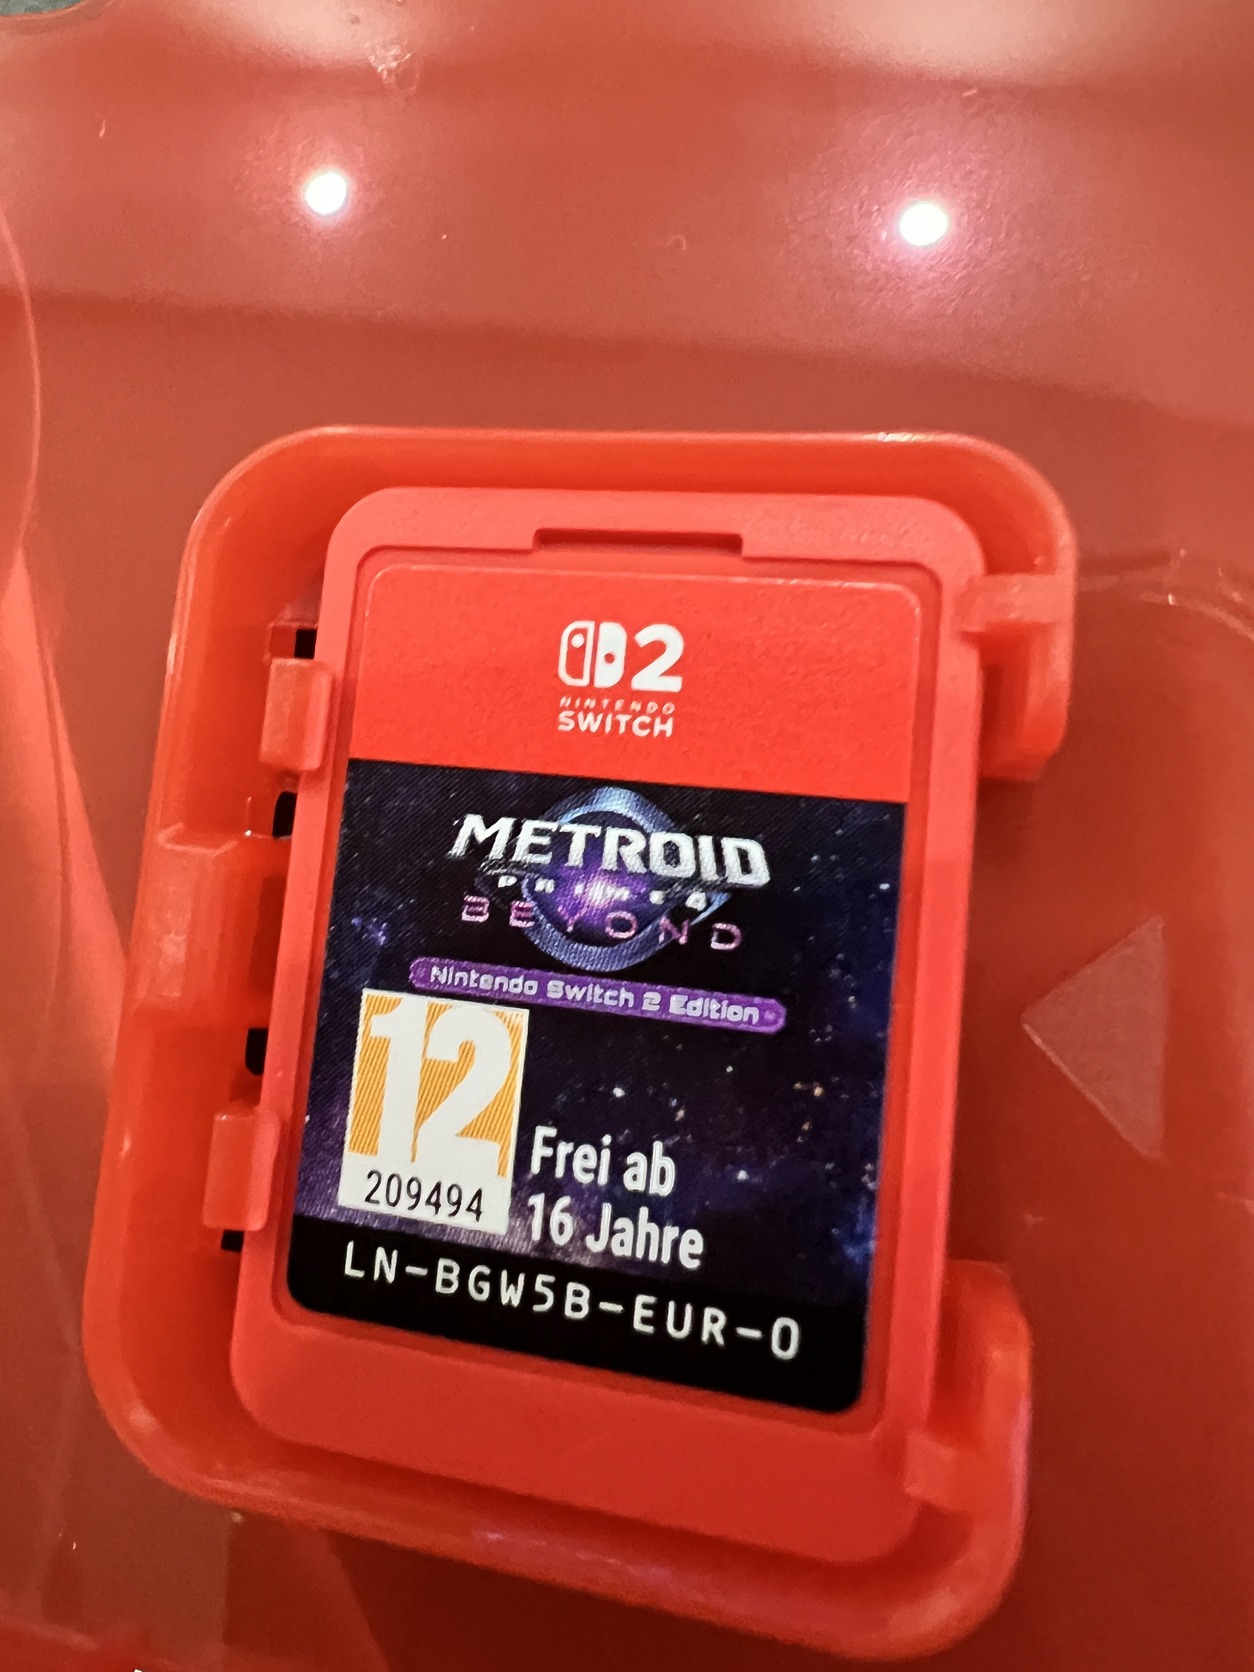 2
NINTENDO
SWITCH
METROID
PRIME 4
BEYOND
Nintendo Switch 2 Edition
12
209494
Frei ab
16 Jahre
LN-BGW5B-EUR-0